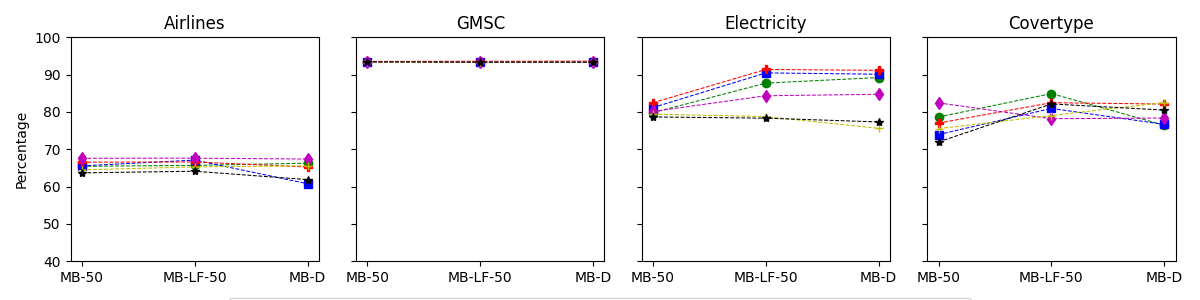 Airlines GMSC Electricity Covertype
Percentage
100
90
80
70
60
50
40
MB-50 MB-LF-50 MB-D MB-50 MB-LF-50 MB-D MB-50 MB-LF-50 MB-D MB-50 MB-LF-50 MB-D